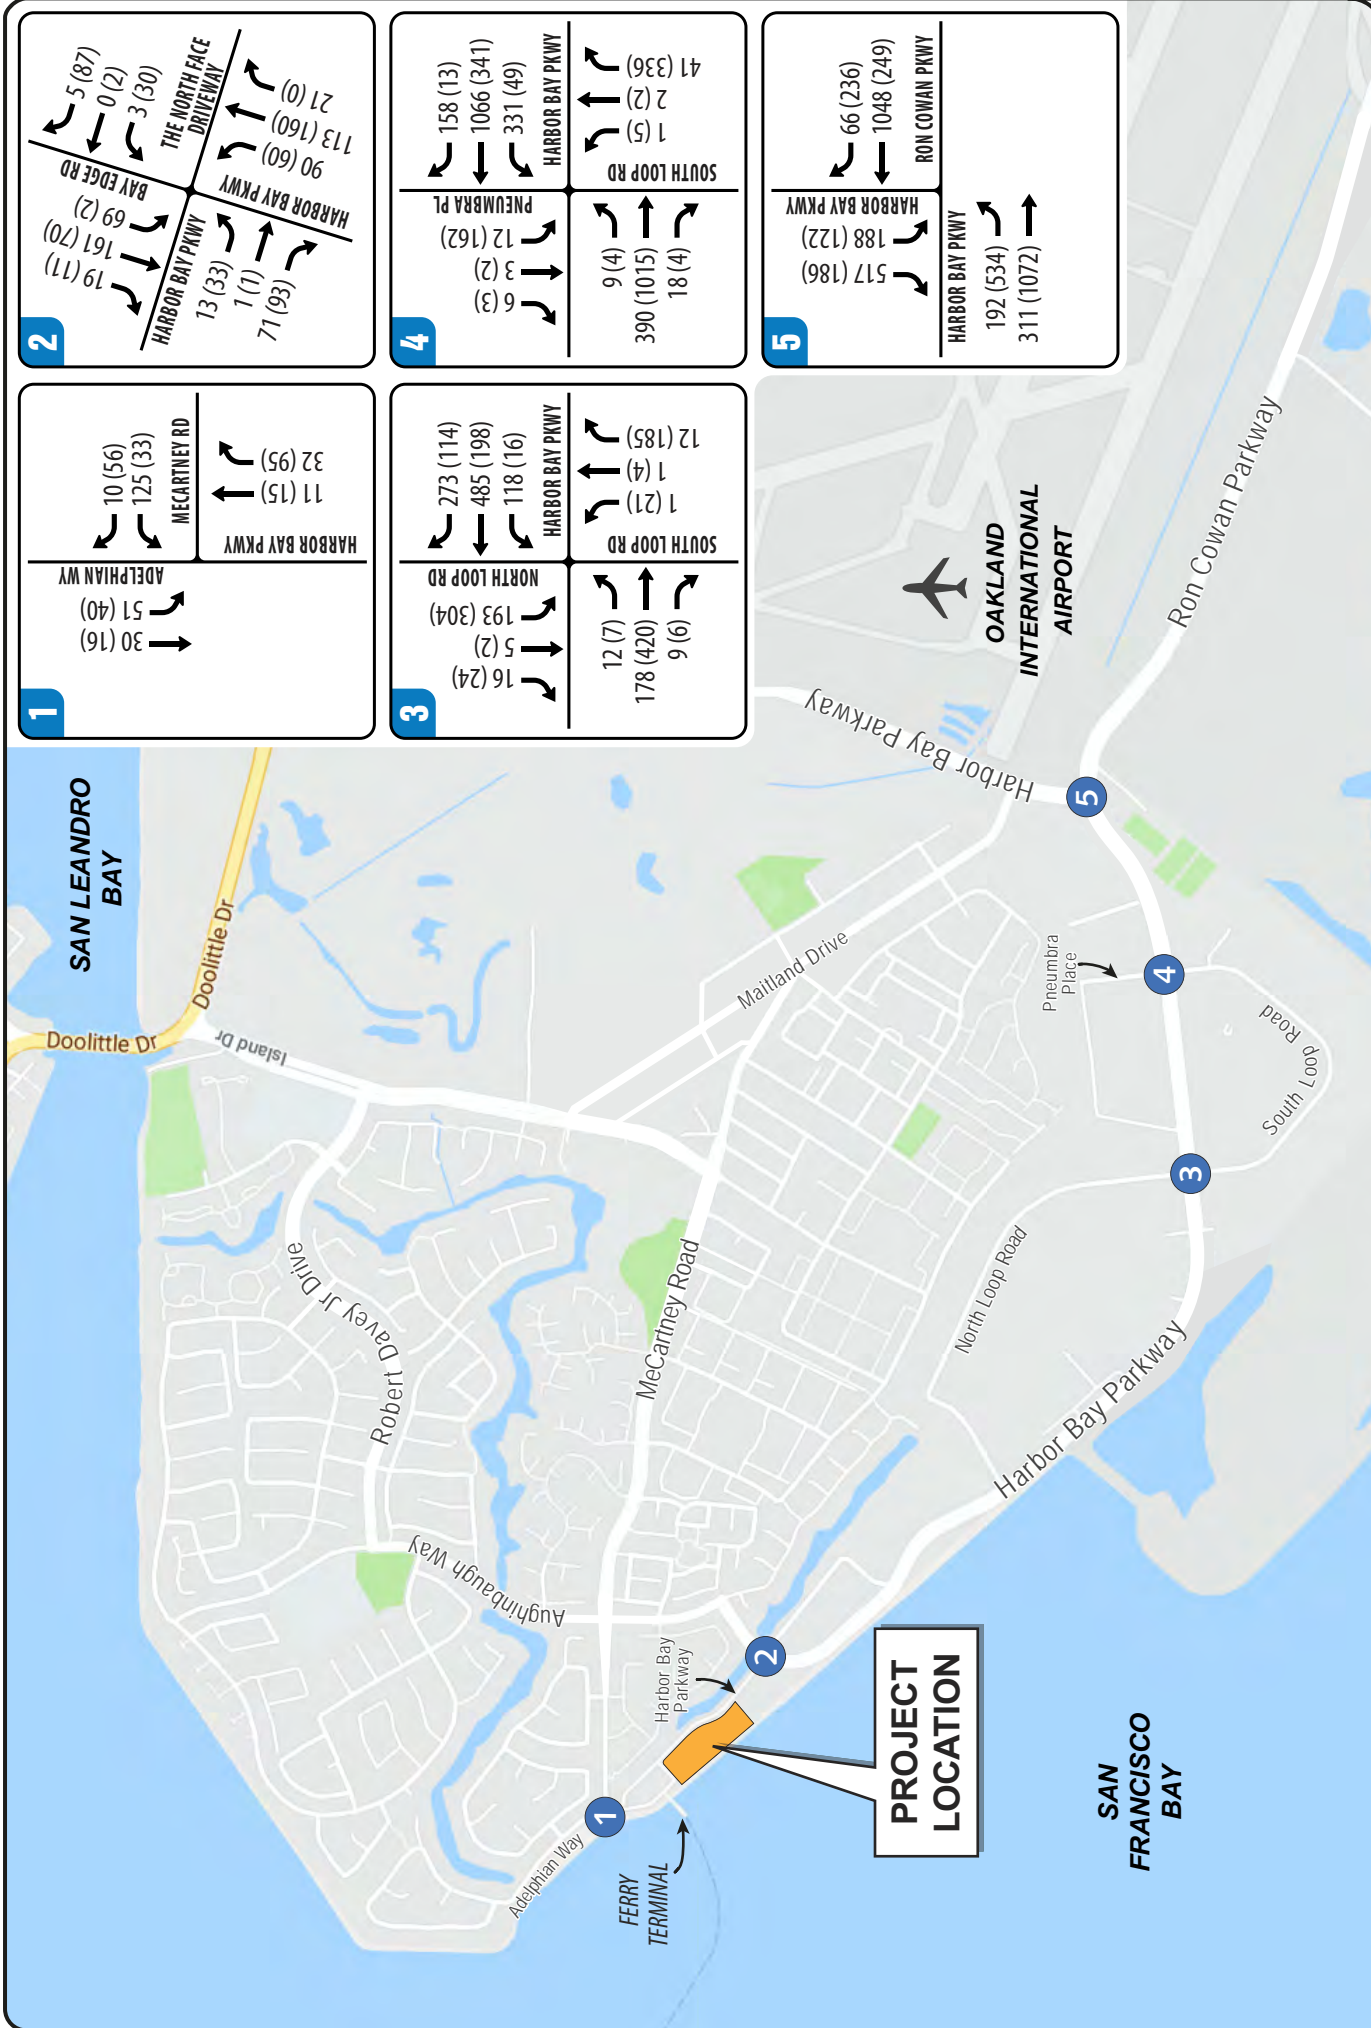 1
ADELPHIAN WY
MECARTNEY RD
HARBOR BAY PKWY
30 (16)
51 (40)
10 (56)
125 (33)
11 (15)
32 (95)
2
BAY EDGE RD
THE NORTH FACE
DRIVEWAY
HARBOR BAY PKWY
HARBOR BAY PKWY
19 (11)
161 (70)
69 (2)
5 (87)
0 (2)
3 (30)
13 (33)
1 (1)
71 (93)
90 (60)
113 (160)
21 (0)
3
NORTH LOOP RD
HARBOR BAY PKWY
SOUTH LOOP RD
16 (24)
5 (2)
193 (304)
273 (114)
485 (198)
118 (16)
12 (7)
178 (420)
9 (6)
1 (21)
1 (4)
12 (185)
4
PNEUMBRA PL
HARBOR BAY PKWY
SOUTH LOOP RD
6 (3)
3 (2)
12 (162)
158 (13)
1066 (341)
331 (49)
9 (4)
390 (1015)
18 (4)
1 (5)
2 (2)
41 (336)
5
HARBOR BAY PKWY
RON COWAN PKWY
HARBOR BAY PKWY
517 (186)
188 (122)
66 (236)
1048 (249)
192 (534)
311 (1072)
SAN LEANDRO
BAY
Doolittle Dr
Doolittle Dr
Island Dr
Robert Davey Jr Drive
Aughinbaugh Way
MeCartney Road
Maitland Drive
Harbor Bay Parkway
OAKLAND
INTERNATIONAL
AIRPORT
Ron Cowan Parkway
Pneumbra
Place
North Loop Road
South Loop Road
Harbor Bay Parkway
Harbor Bay
Parkway
Adelphian Way
FERRY
TERMINAL
PROJECT
LOCATION
SAN
FRANCISCO
BAY
1
2
3
4
5